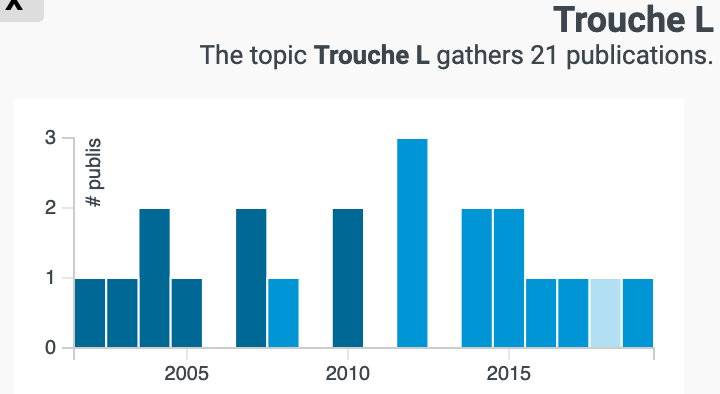 X
Trouche L
The topic Trouche L gathers 21 publications.
# publis
3
2
1
0
2005 2010 2015